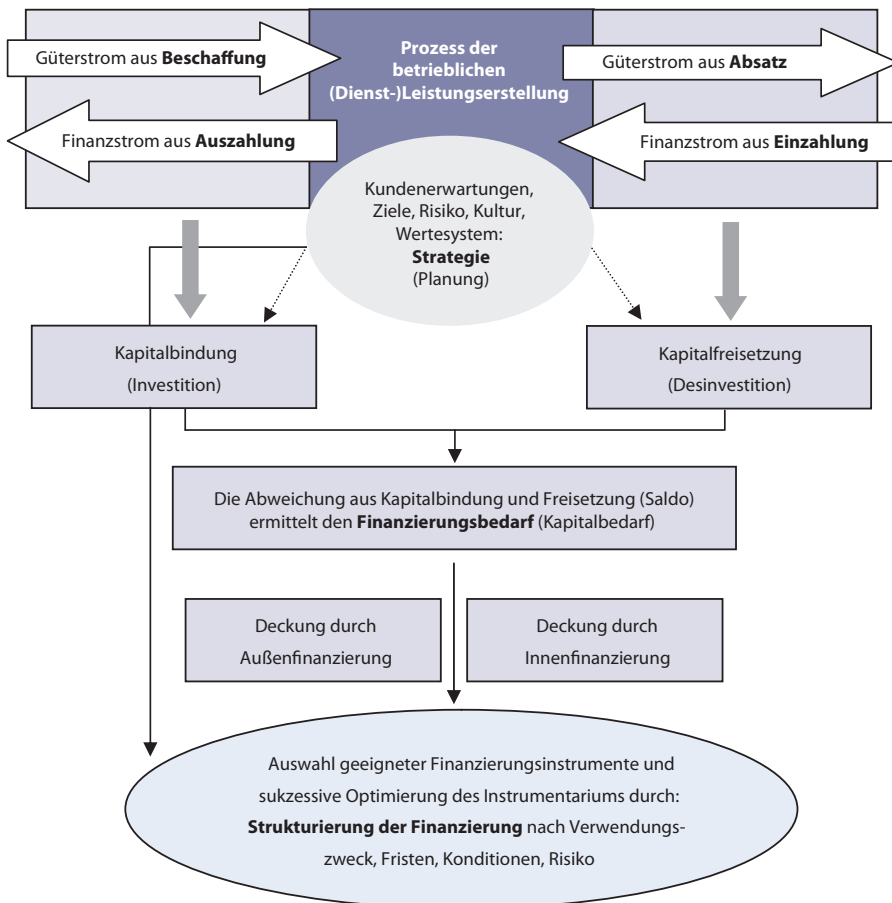 Güterstrom aus Beschaffung
Finanzstrom aus Auszahlung
Prozess der
betrieblichen
(Dienst-)Leistungserstellung
Güterstrom aus Absatz
Finanzstrom aus Einzahlung
Kundenerwartungen,
Ziele, Risiko, Kultur,
Wertesystem:
Strategie
(Planung)
Kapitalbindung
(Investition)
Kapitalfreisetzung
(Desinvestition)
Die Abweichung aus Kapitalbindung und Freisetzung (Saldo)
ermittelt den Finanzierungsbedarf (Kapitalbedarf)
Deckung durch
Außenfinanzierung
Deckung durch
Innenfinanzierung
Auswahl geeigneter Finanzierungsinstrumente und
sukzessive Optimierung des Instrumentariums durch:
Strukturierung der Finanzierung nach Verwendungs-
zweck, Fristen, Konditionen, Risiko